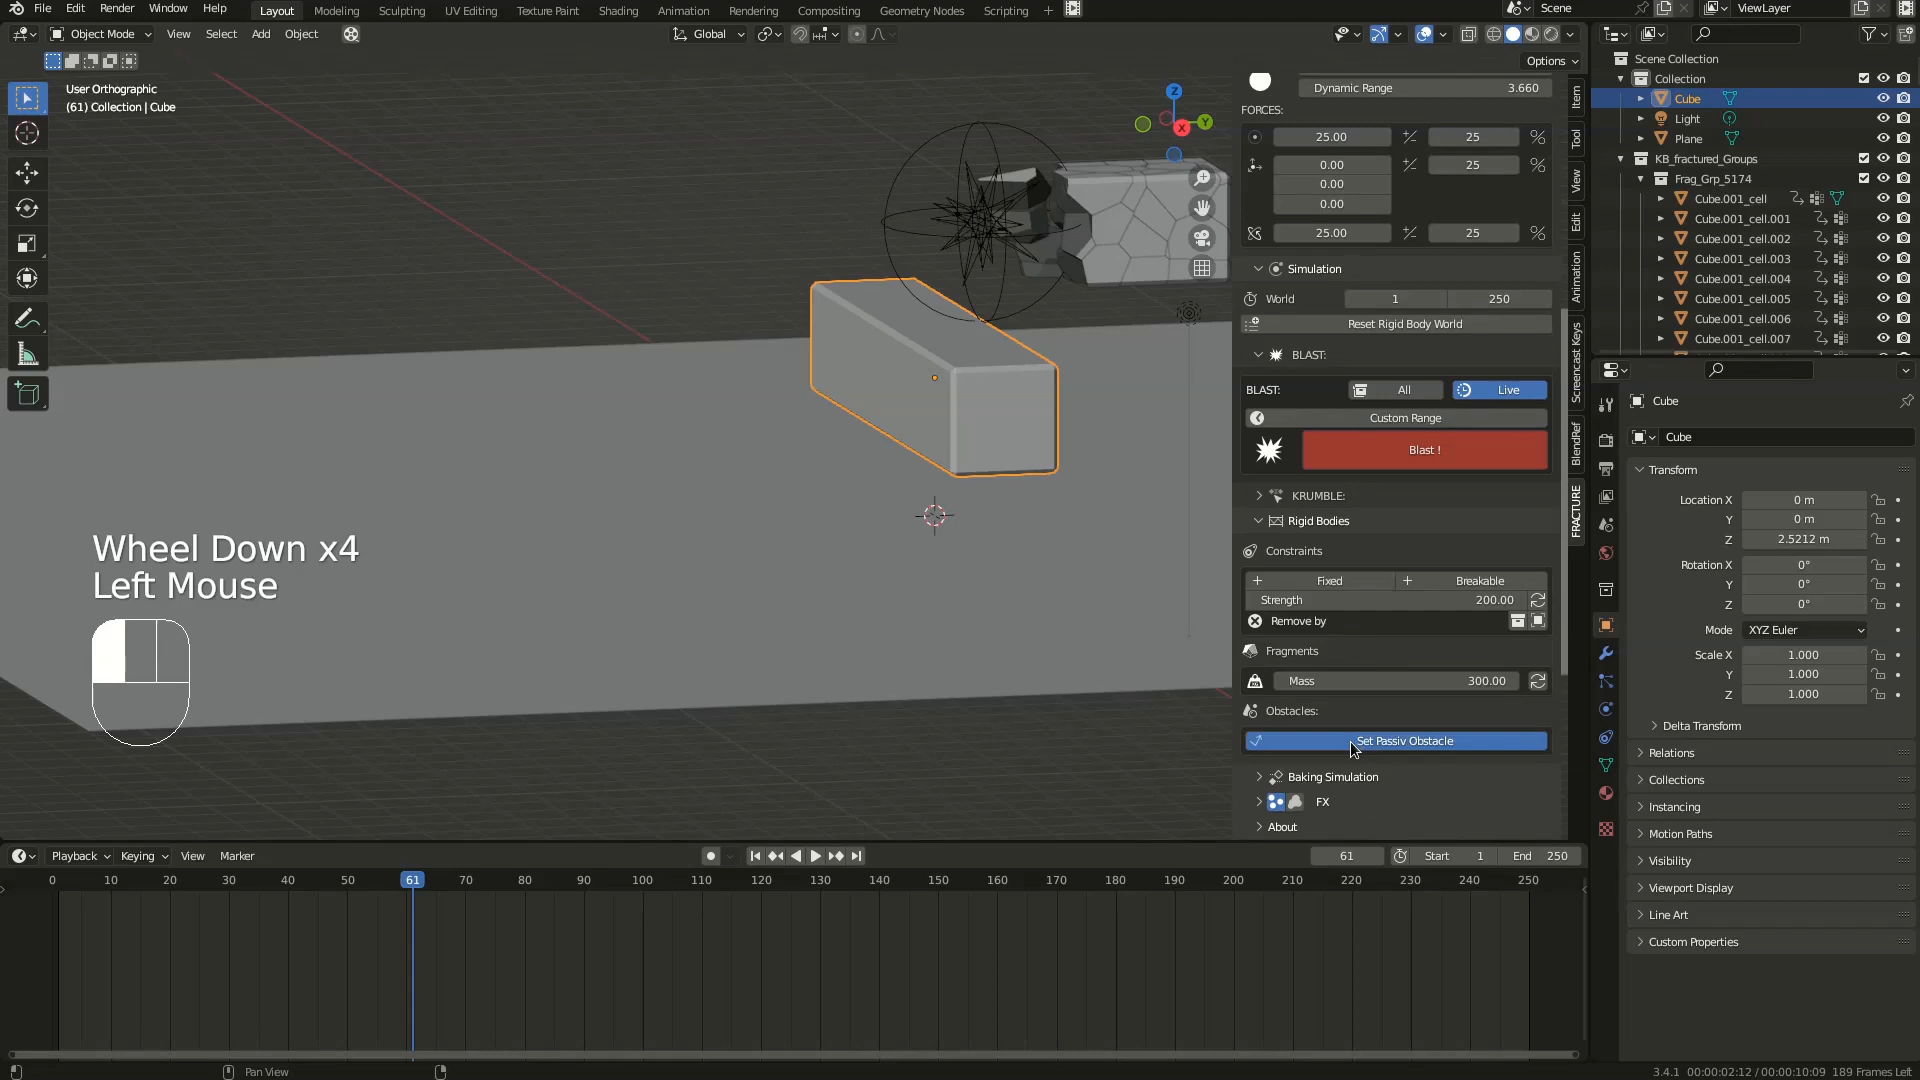 File Edit Render Window Help Layout Modeling Sculpting UV Editing Texture Paint Shading Animation Rendering Compositing Geometry Nodes Scripting + Scene ViewLayer
Object Mode View Select Add Object Global
Options
User Orthographic
(61) Collection | Cube
Z
Y
X
Wheel Down x4
Left Mouse
Dynamic Range 3.660
FORCES:
25.00 25 %
0.00 25 %
0.00
0.00
25.00 25 %
Simulation
World 1 250
Reset Rigid Body World
BLAST:
BLAST: All Live
Custom Range
Blast !
KRUMBLE:
Rigid Bodies
Constraints
+ Fixed + Breakable
Strength 200.00
Remove by
Fragments
Mass 300.00
Obstacles:
Set Passiv Obstacle
Baking Simulation
FX
About
Item
Tool
View
Edit
Animation
Screencast Keys
BlendRef
FRACTURE
Scene Collection
Collection
Cube
Light
Plane
KB_fractured_Groups
Frag_Grp_5174
Cube.001_cell
Cube.001_cell.001
Cube.001_cell.002
Cube.001_cell.003
Cube.001_cell.004
Cube.001_cell.005
Cube.001_cell.006
Cube.001_cell.007
Cube
Cube
Transform
Location X 0 m
Y 0 m
Z 2.5212 m
Rotation X 0°
Y 0°
Z 0°
Mode XYZ Euler
Scale X 1.000
Y 1.000
Z 1.000
Delta Transform
Relations
Collections
Instancing
Motion Paths
Visibility
Viewport Display
Line Art
Custom Properties
Playback Keying View Marker 61 Start 1 End 250
0 10 20 30 40 50 61 70 80 90 100 110 120 130 140 150 160 170 180 190 200 210 220 230 240 250
Pan View
3.4.1 00:00:02:12 / 00:00:10:09 189 Frames Left